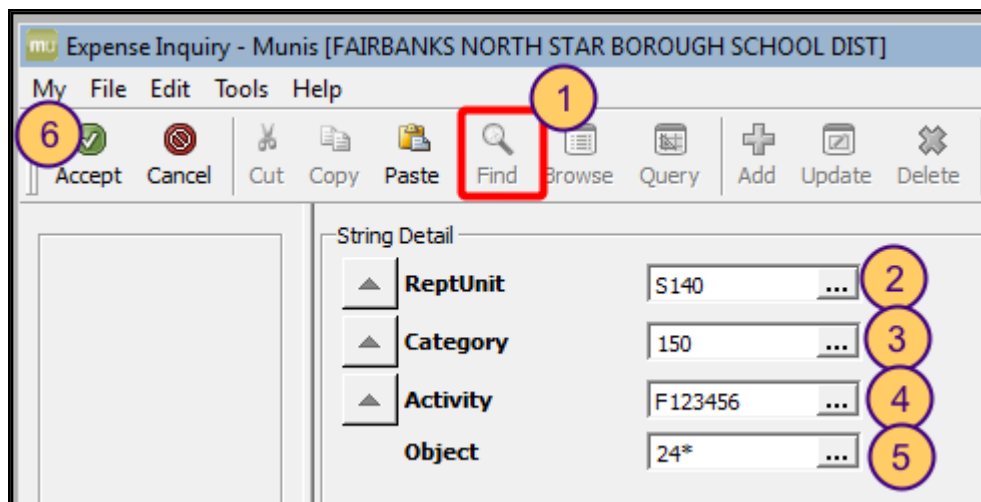 mu Expense Inquiry - Munis [FAIRBANKS NORTH STAR BOROUGH SCHOOL DIST]
My File Edit Tools Help
1
6
Accept Cancel Cut Copy Paste Find Browse Query Add Update Delete
String Detail
ReptUnit S140 ... 2
Category 150 ... 3
Activity F123456 ... 4
Object 24* ... 5